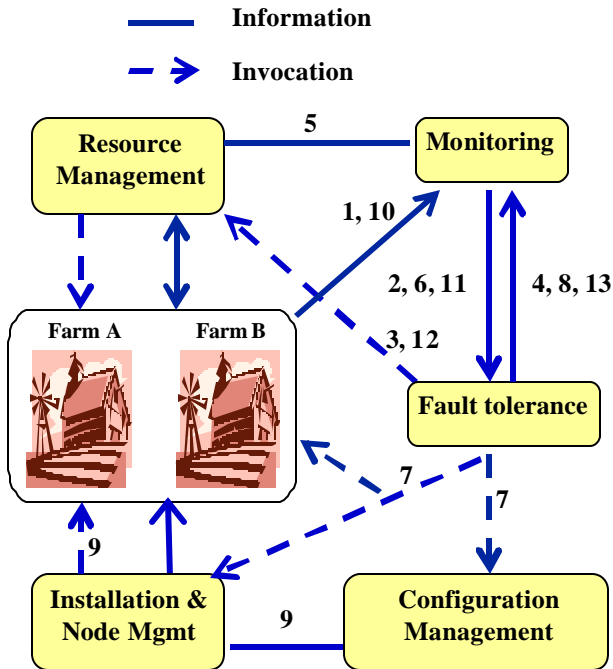 Information
Invocation
5
Resource
Management
Monitoring
1, 10
2, 6, 11
4, 8, 13
3, 12
Farm A
Farm B
Fault tolerance
7
7
9
Installation &
Node Mgmt
9
Configuration
Management